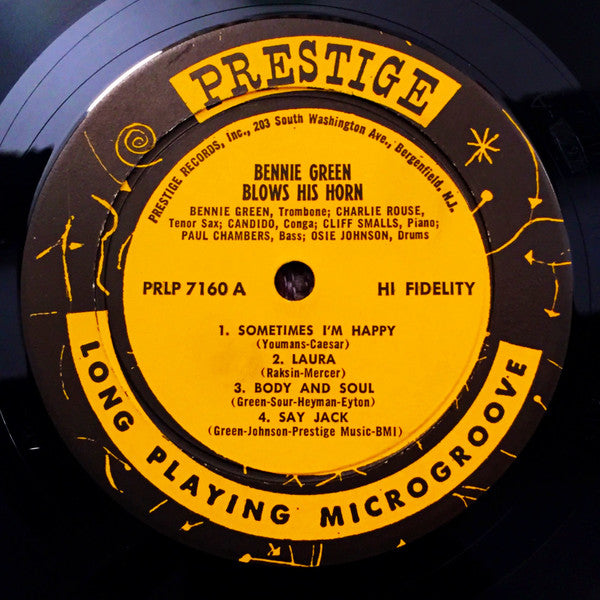 PRESTIGE
PRESTIGE RECORDS, Inc., 203 South Washington Ave., Bergenfield, N.J.
BENNIE GREEN
BLOWS HIS HORN
BENNIE GREEN, Trombone; CHARLIE ROUSE,
Tenor Sax; CANDIDO, Conga; CLIFF SMALLS, Piano;
PAUL CHAMBERS, Bass; OSIE JOHNSON, Drums
PRLP 7160 A HI FIDELITY
1. SOMETIMES I'M HAPPY
(Youmans-Caesar)
2. LAURA
(Raksin-Mercer)
3. BODY AND SOUL
(Green-Sour-Heyman-Eyton)
4. SAY JACK
(Green-Johnson-Prestige Music-BMI)
LONG PLAYING MICROGROOVE